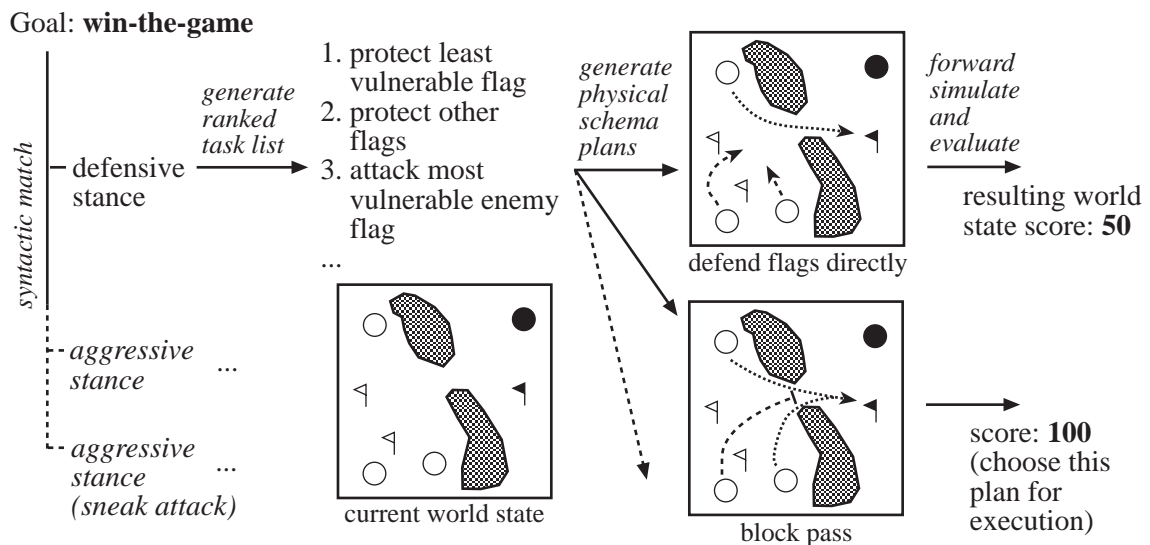 Goal: win-the-game
syntactic match
defensive
stance
generate
ranked
task list
1. protect least
vulnerable flag
2. protect other
flags
3. attack most
vulnerable enemy
flag
...
generate
physical
schema
plans
defend flags directly
forward
simulate
and
evaluate
resulting world
state score: 50
aggressive
stance
...
aggressive
stance
(sneak attack)
...
current world state
block pass
score: 100
(choose this
plan for
execution)